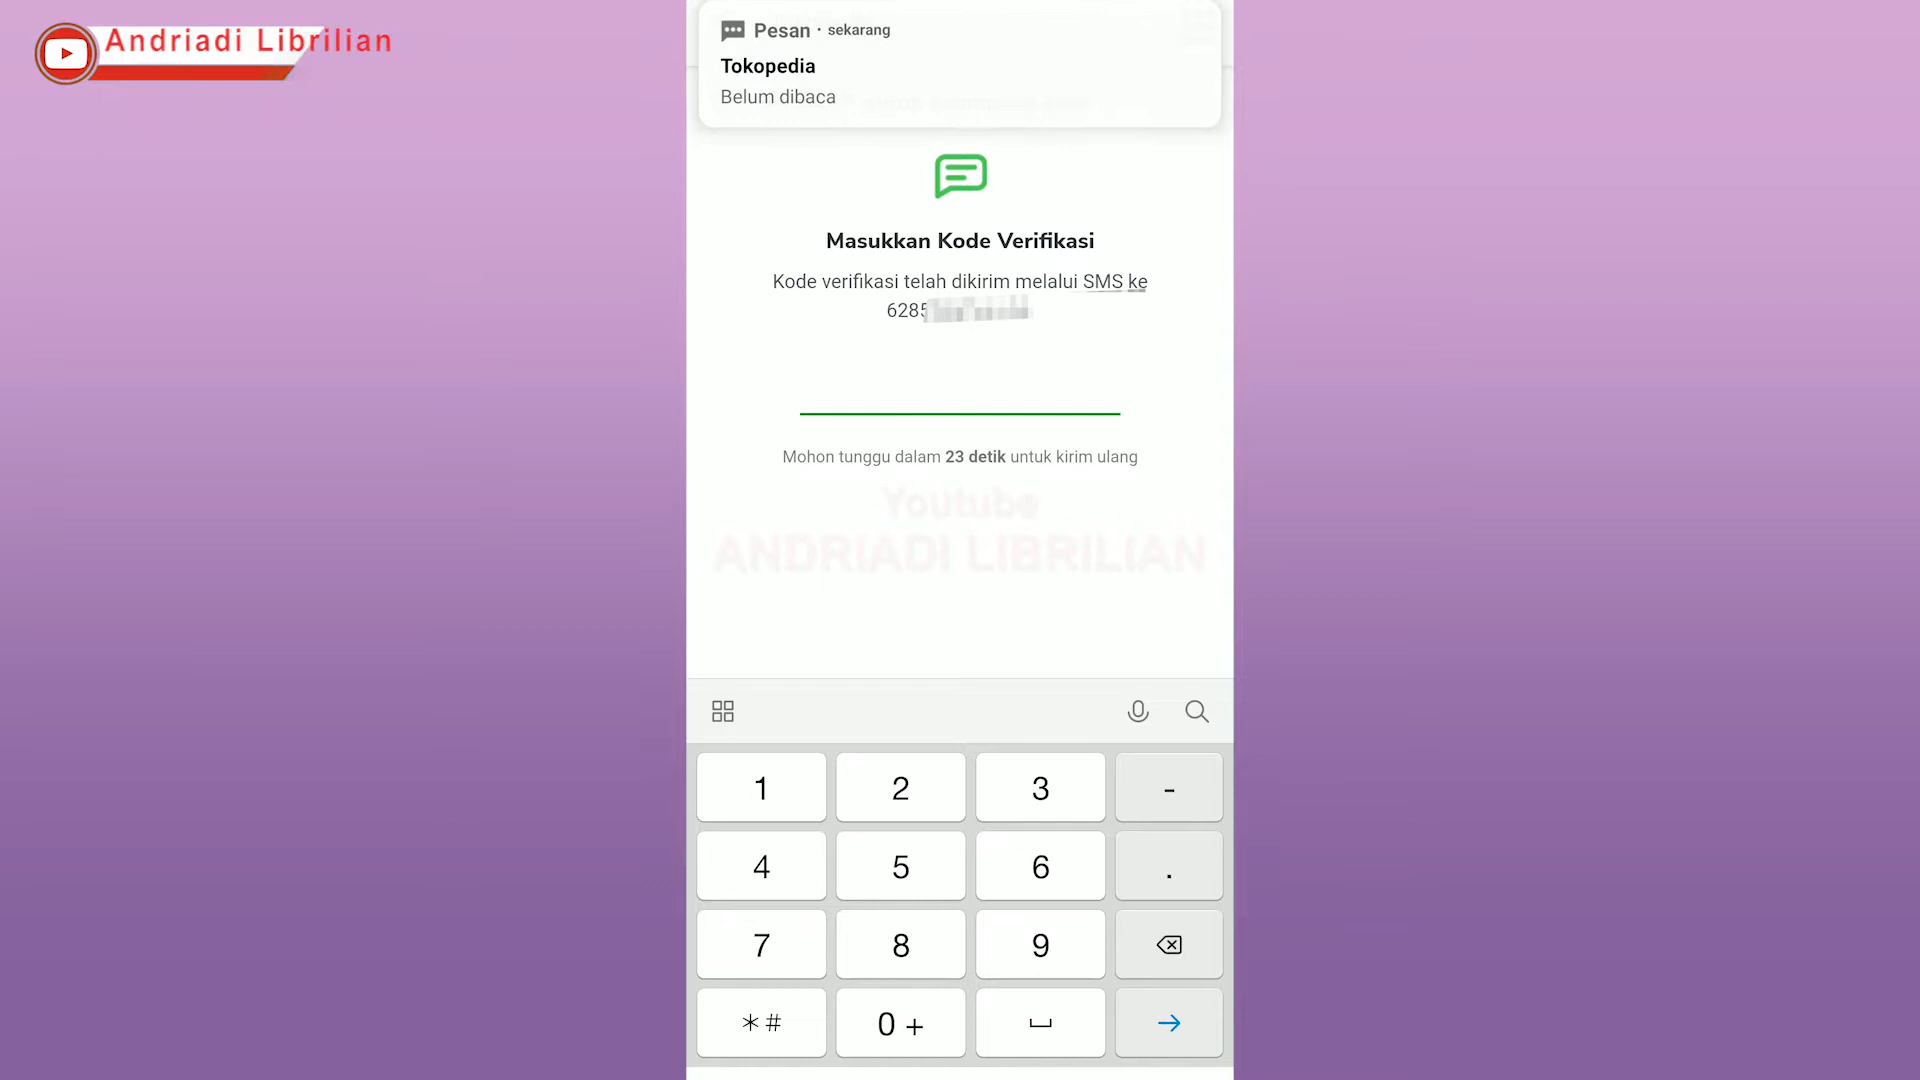 Andriadi Librilian
Pesan · sekarang
Tokopedia
Belum dibaca
Masukkan Kode Verifikasi
Kode verifikasi telah dikirim melalui SMS ke
6285
Mohon tunggu dalam 23 detik untuk kirim ulang
Youtube
ANDRIADI LIBRILIAN
1 2 3 -
4 5 6 .
7 8 9
*# 0 +